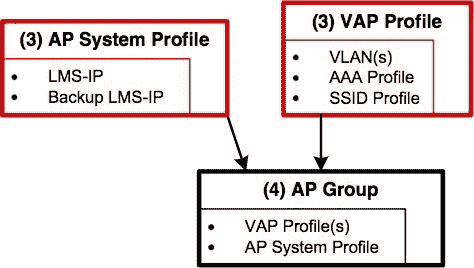 (3) AP System Profile
• LMS-IP
• Backup LMS-IP
(3) VAP Profile
• VLAN(s)
• AAA Profile
• SSID Profile
(4) AP Group
• VAP Profile(s)
• AP System Profile